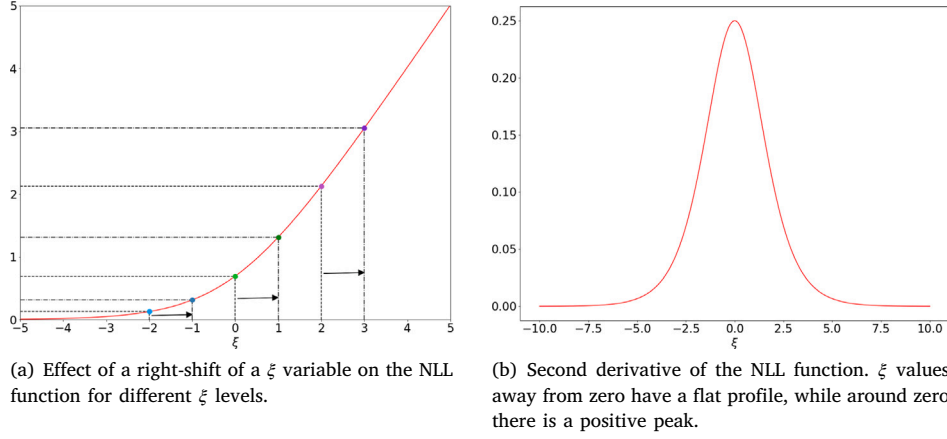 5
4
3
2
1
0
−5 −4 −3 −2 −1 0 1 2 3 4 5
ξ
(a) Effect of a right-shift of a ξ variable on the NLL
function for different ξ levels.
0.25
0.20
0.15
0.10
0.05
0.00
−10.0 −7.5 −5.0 −2.5 0.0 2.5 5.0 7.5 10.0
ξ
(b) Second derivative of the NLL function. ξ values
away from zero have a flat profile, while around zero
there is a positive peak.